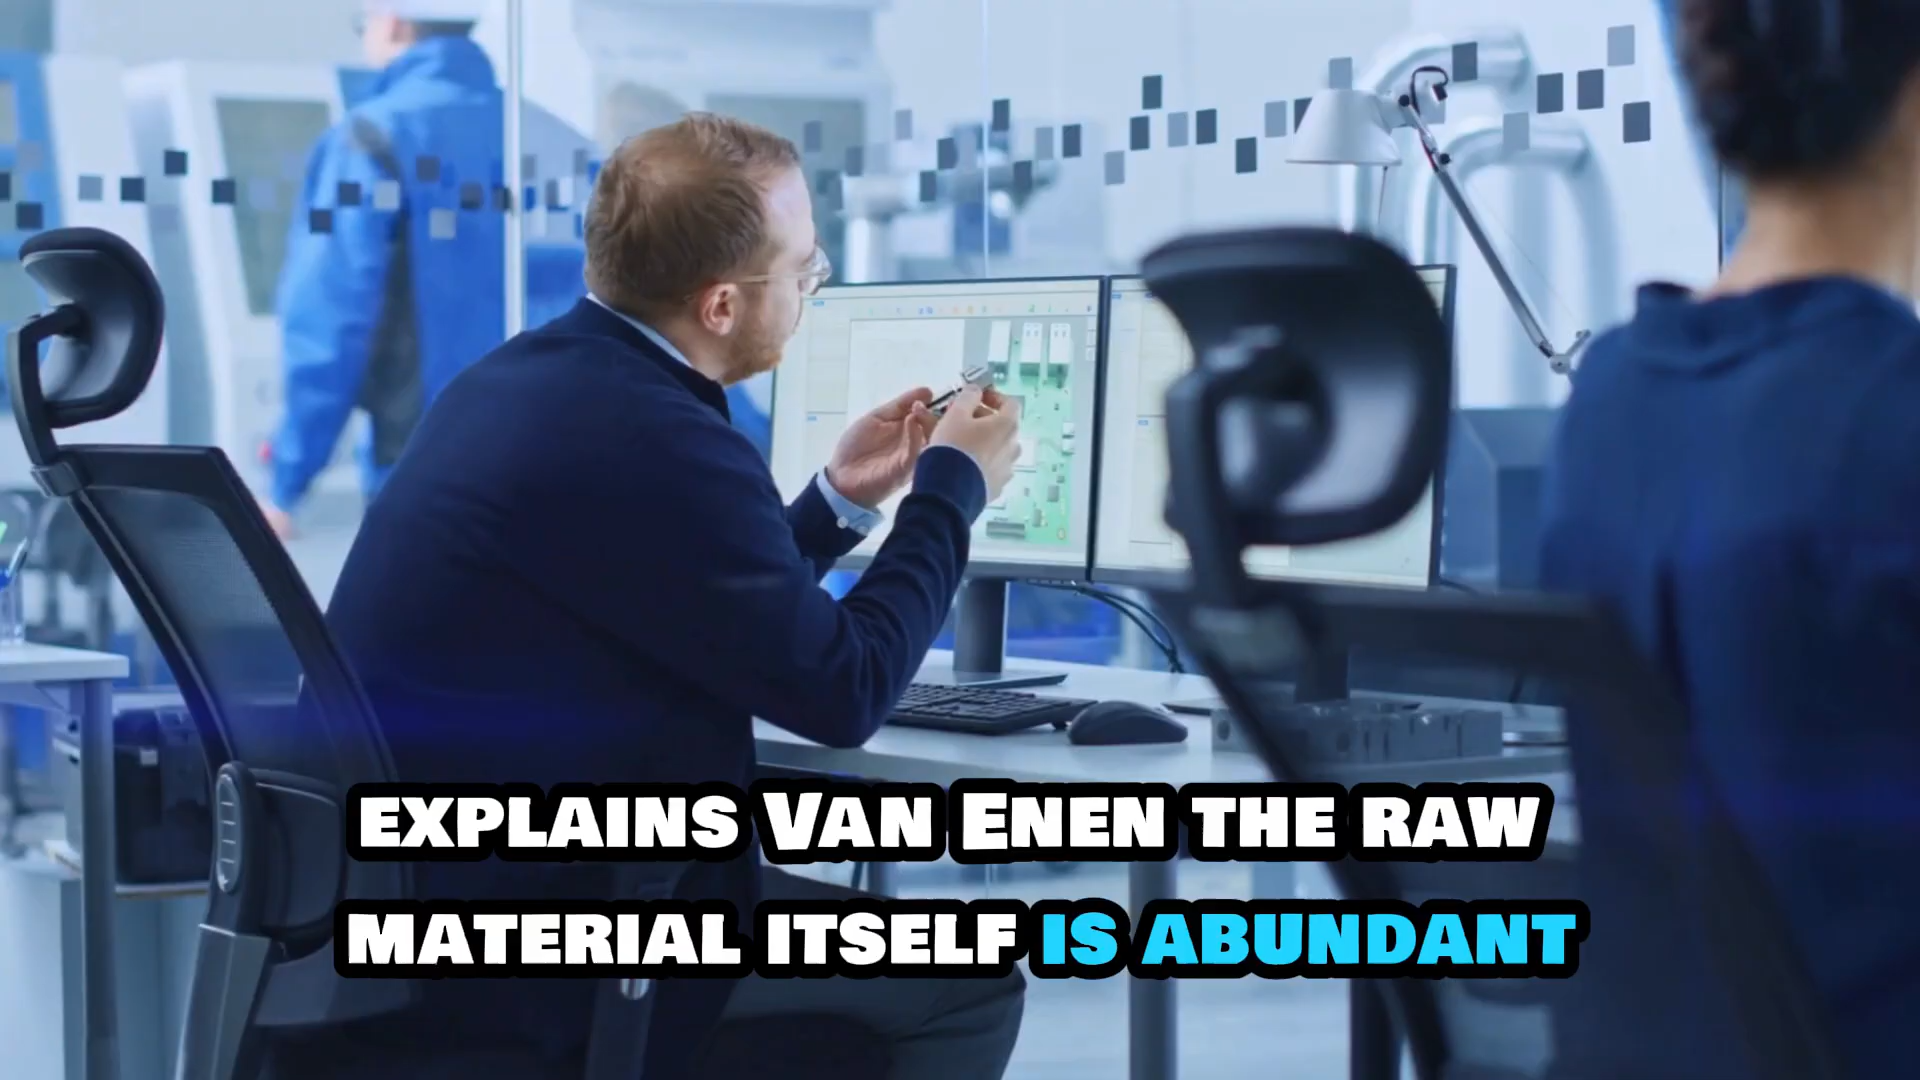 EXPLAINS VAN ENEN THE RAW
MATERIAL ITSELF IS ABUNDANT